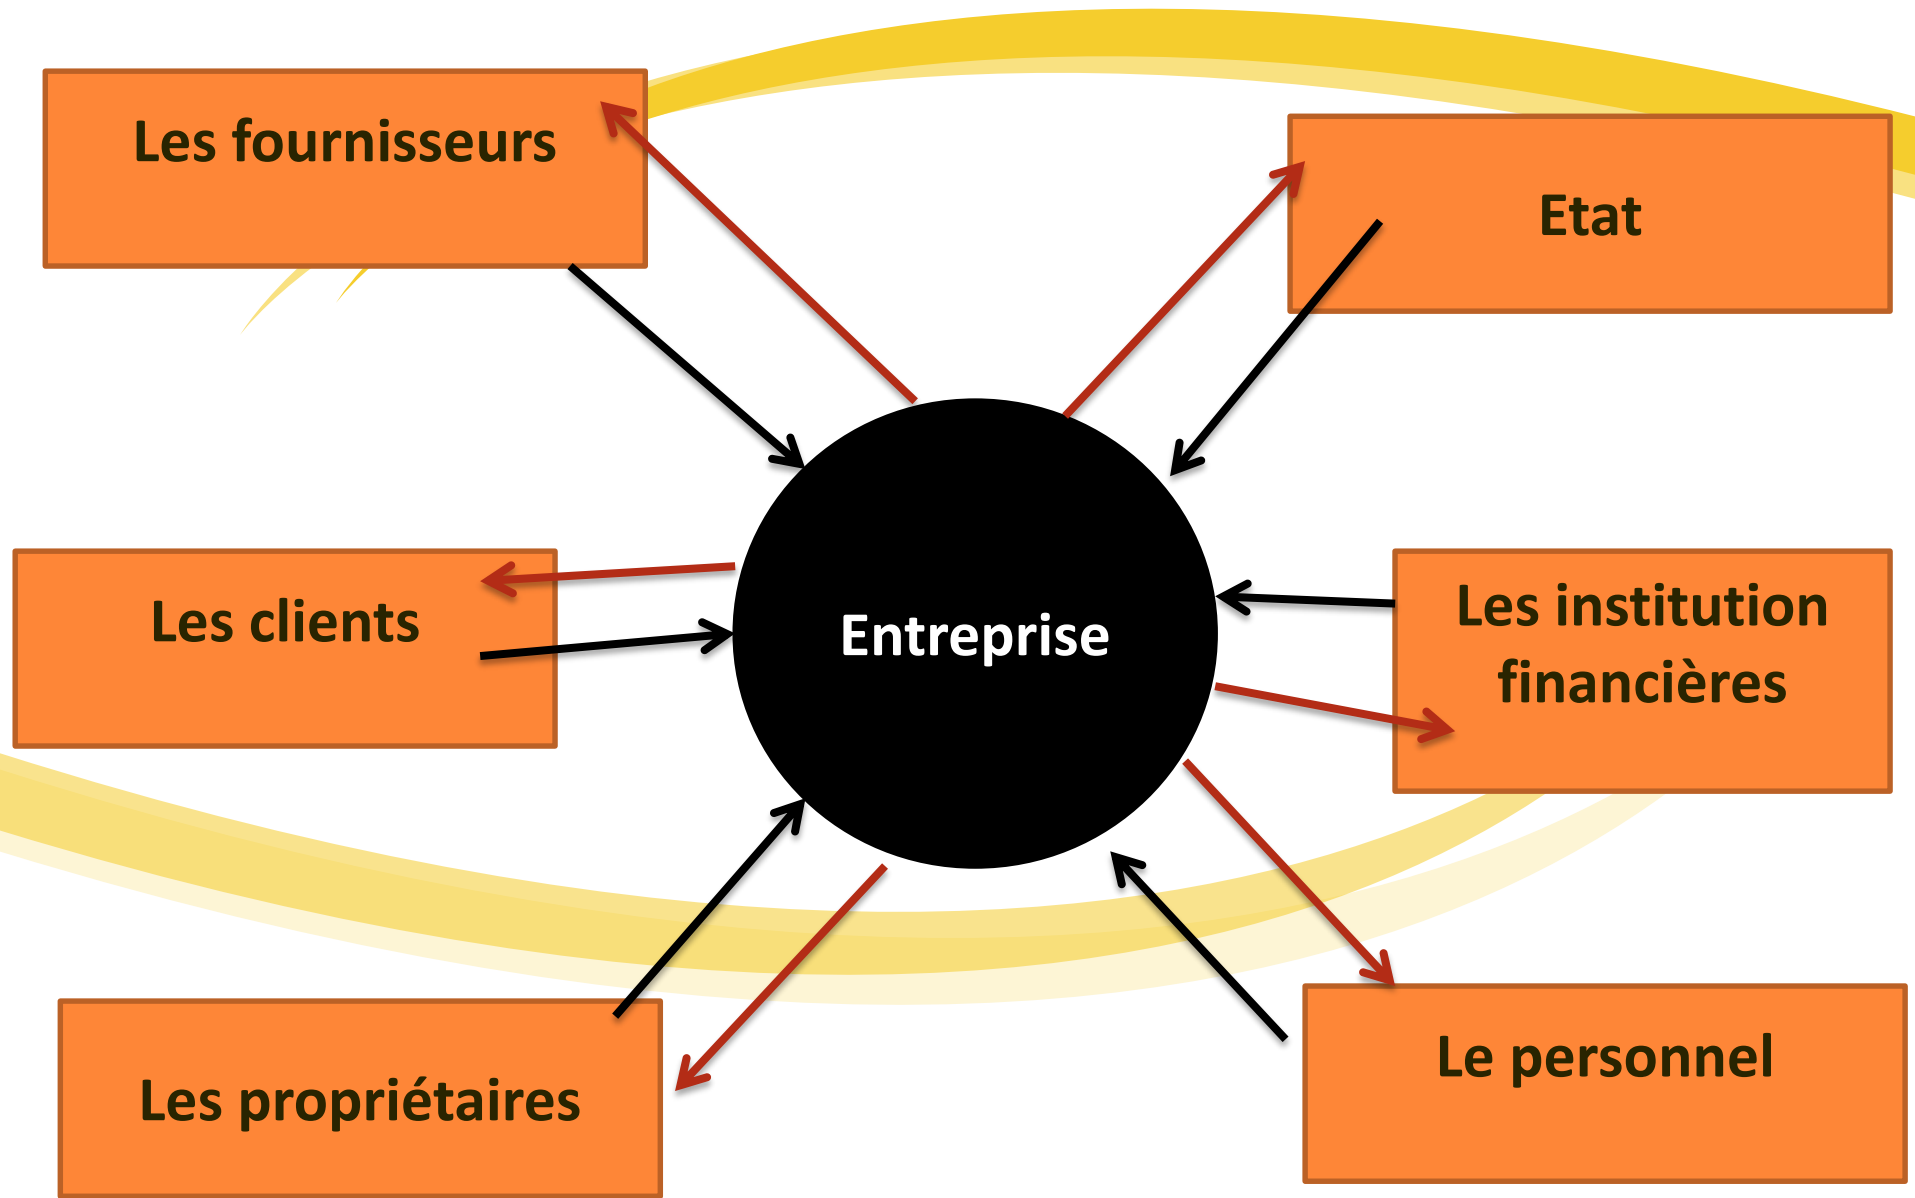 Les fournisseurs
Etat
Les clients
Entreprise
Les institution
financières
Les propriétaires
Le personnel